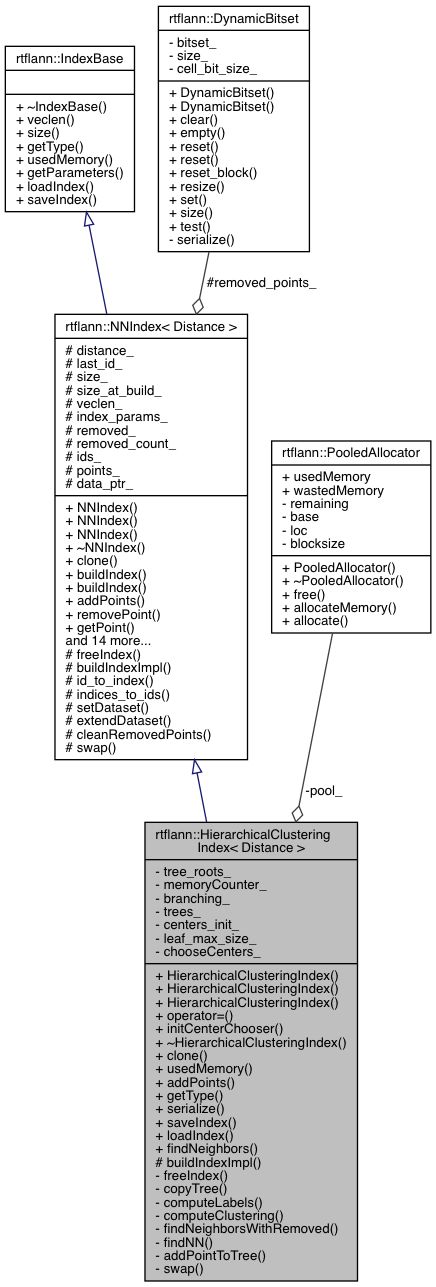 rtflann::DynamicBitset
- bitset_
- size_
- cell_bit_size_
+ DynamicBitset()
+ DynamicBitset()
+ clear()
+ empty()
+ reset()
+ reset()
+ reset_block()
+ resize()
+ set()
+ size()
+ test()
- serialize()
rtflann::IndexBase
+ ~IndexBase()
+ veclen()
+ size()
+ getType()
+ usedMemory()
+ getParameters()
+ loadIndex()
+ saveIndex()
#removed_points_
rtflann::NNIndex< Distance >
# distance_
# last_id_
# size_
# size_at_build_
# veclen_
# index_params_
# removed_
# removed_count_
# ids_
# points_
# data_ptr_
+ NNIndex()
+ NNIndex()
+ NNIndex()
+ ~NNIndex()
+ clone()
+ buildIndex()
+ buildIndex()
+ addPoints()
+ removePoint()
+ getPoint()
and 14 more...
# freeIndex()
# buildIndexImpl()
# id_to_index()
# indices_to_ids()
# setDataset()
# extendDataset()
# cleanRemovedPoints()
# swap()
rtflann::PooledAllocator
+ usedMemory
+ wastedMemory
- remaining
- base
- loc
- blocksize
+ PooledAllocator()
+ ~PooledAllocator()
+ free()
+ allocateMemory()
+ allocate()
-pool_
rtflann::HierarchicalClustering
Index< Distance >
- tree_roots_
- memoryCounter_
- branching_
- trees_
- centers_init_
- leaf_max_size_
- chooseCenters_
+ HierarchicalClusteringIndex()
+ HierarchicalClusteringIndex()
+ HierarchicalClusteringIndex()
+ operator=()
+ initCenterChooser()
+ ~HierarchicalClusteringIndex()
+ clone()
+ usedMemory()
+ addPoints()
+ getType()
+ serialize()
+ saveIndex()
+ loadIndex()
+ findNeighbors()
# buildIndexImpl()
- freeIndex()
- copyTree()
- computeLabels()
- computeClustering()
- findNeighborsWithRemoved()
- findNN()
- addPointToTree()
- swap()